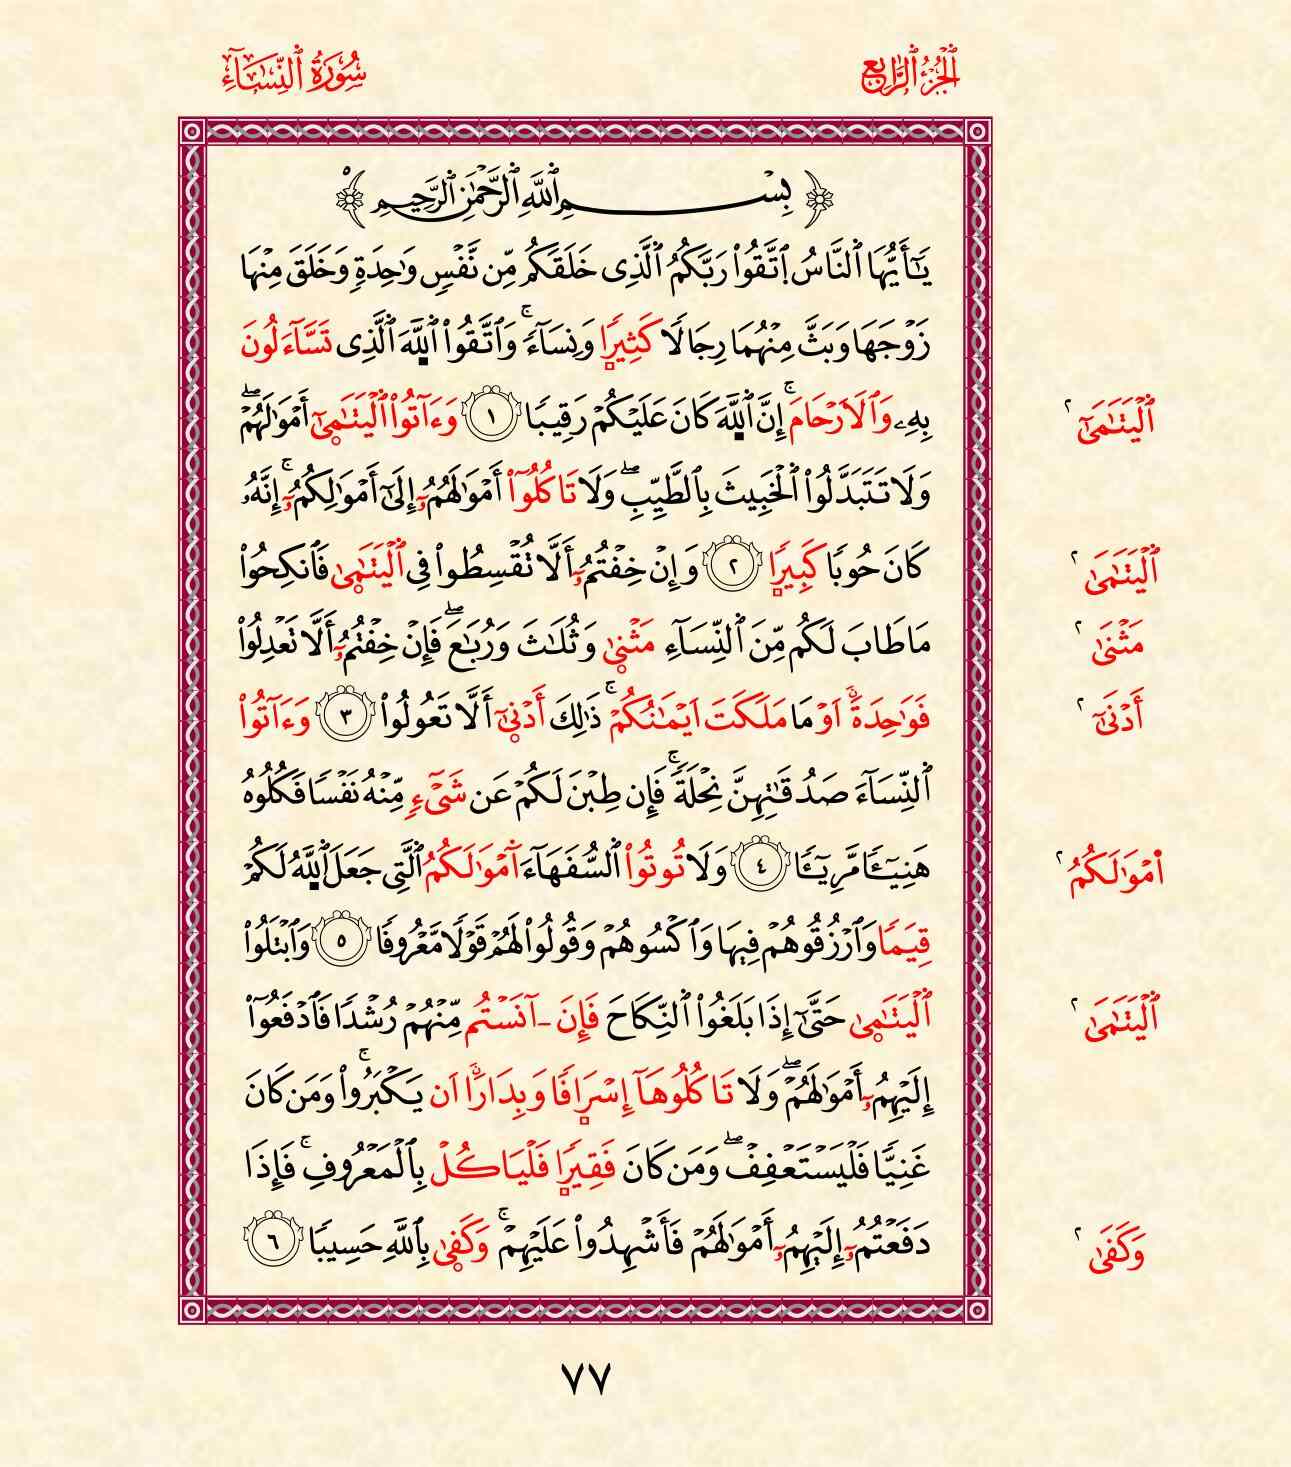 ٱلْجُزْءُ ٱلرَّابِعُ
سُورَةُ ٱلنِّسَآءِ
بِسْمِ ٱللَّهِ ٱلرَّحْمَٰنِ ٱلرَّحِيمِ
يَٰٓأَيُّهَا ٱلنَّاسُ ٱتَّقُواْ رَبَّكُمُ ٱلَّذِى خَلَقَكُم مِّن نَّفْسٍ وَٰحِدَةٍ وَخَلَقَ مِنْهَا
زَوْجَهَا وَبَثَّ مِنْهُمَا رِجَالًا كَثِيرًا وَنِسَآءً ۚ وَٱتَّقُواْ ٱللَّهَ ٱلَّذِى تَسَّآءَلُونَ
بِهِۦ وَٱلَارْحَامَ ۚ إِنَّ ٱللَّهَ كَانَ عَلَيْكُمْ رَقِيبًا ١ وَءَاتُواْ ٱلْيَتَٰمَىٰٓ أَمْوَٰلَهُمْ ۖ
ٱلْيَتَٰمَىٰٓ ٢
وَلَا تَتَبَدَّلُواْ ٱلْخَبِيثَ بِٱلطَّيِّبِ ۖ وَلَا تَاكُلُوٓاْ أَمْوَٰلَهُمُۥٓ إِلَىٰٓ أَمْوَٰلِكُمُۥٓ ۚ إِنَّهُۥ
كَانَ حُوبًا كَبِيرًا ٢ وَإِنْ خِفْتُمُۥٓ أَلَّا تُقْسِطُواْ فِى ٱلْيَتَٰمَىٰ فَٱنكِحُواْ
ٱلْيَتَٰمَىٰ ٢
مَا طَابَ لَكُم مِّنَ ٱلنِّسَآءِ مَثْنَىٰ وَثُلَٰثَ وَرُبَٰعَ ۖ فَإِنْ خِفْتُمُۥٓ أَلَّا تَعْدِلُواْ
مَثْنَىٰ ٢
فَوَٰحِدَةً اَوْ مَا مَلَكَتَ اَيْمَٰنُكُمْ ۚ ذَٰلِكَ أَدْنَىٰٓ أَلَّا تَعُولُواْ ٣ وَءَاتُواْ
أَدْنَىٰٓ ٢
ٱلنِّسَآءَ صَدُقَٰتِهِنَّ نِحْلَةً ۚ فَإِن طِبْنَ لَكُمْ عَن شَىْءٍ مِّنْهُ نَفْسًا فَكُلُوهُ
هَنِيٓـًٔا مَّرِيٓـًٔا ٤ وَلَا تُوتُواْ ٱلسُّفَهَآءَ ا۬مْوَٰلَكُمُ ٱلَّتِى جَعَلَ ٱللَّهُ لَكُمْ
ا۬مْوَٰلَكُمُ ٢
قِيَمًا وَٱرْزُقُوهُمْ فِيهَا وَٱكْسُوهُمْ وَقُولُواْ لَهُمْ قَوْلًا مَّعْرُوفًا ٥ وَٱبْتَلُواْ
ٱلْيَتَٰمَىٰ حَتَّىٰٓ إِذَا بَلَغُواْ ٱلنِّكَاحَ فَإِنَ ـ اٰنَسْتُم مِّنْهُمْ رُشْدًا فَٱدْفَعُوٓاْ
ٱلْيَتَٰمَىٰ ٢
إِلَيْهِمُۥٓ أَمْوَٰلَهُمْ ۖ وَلَا تَاكُلُوهَآ إِسْرَافًا وَبِدَارًا اَن يَكْبَرُواْ ۚ وَمَن كَانَ
غَنِيًّا فَلْيَسْتَعْفِفْ ۖ وَمَن كَانَ فَقِيرًا فَلْيَاكُلْ بِٱلْمَعْرُوفِ ۚ فَإِذَا
دَفَعْتُمُۥٓ إِلَيْهِمُۥٓ أَمْوَٰلَهُمْ فَأَشْهِدُواْ عَلَيْهِمْ ۚ وَكَفَىٰ بِٱللَّهِ حَسِيبًا ٦
وَكَفَىٰ ٢
٧٧